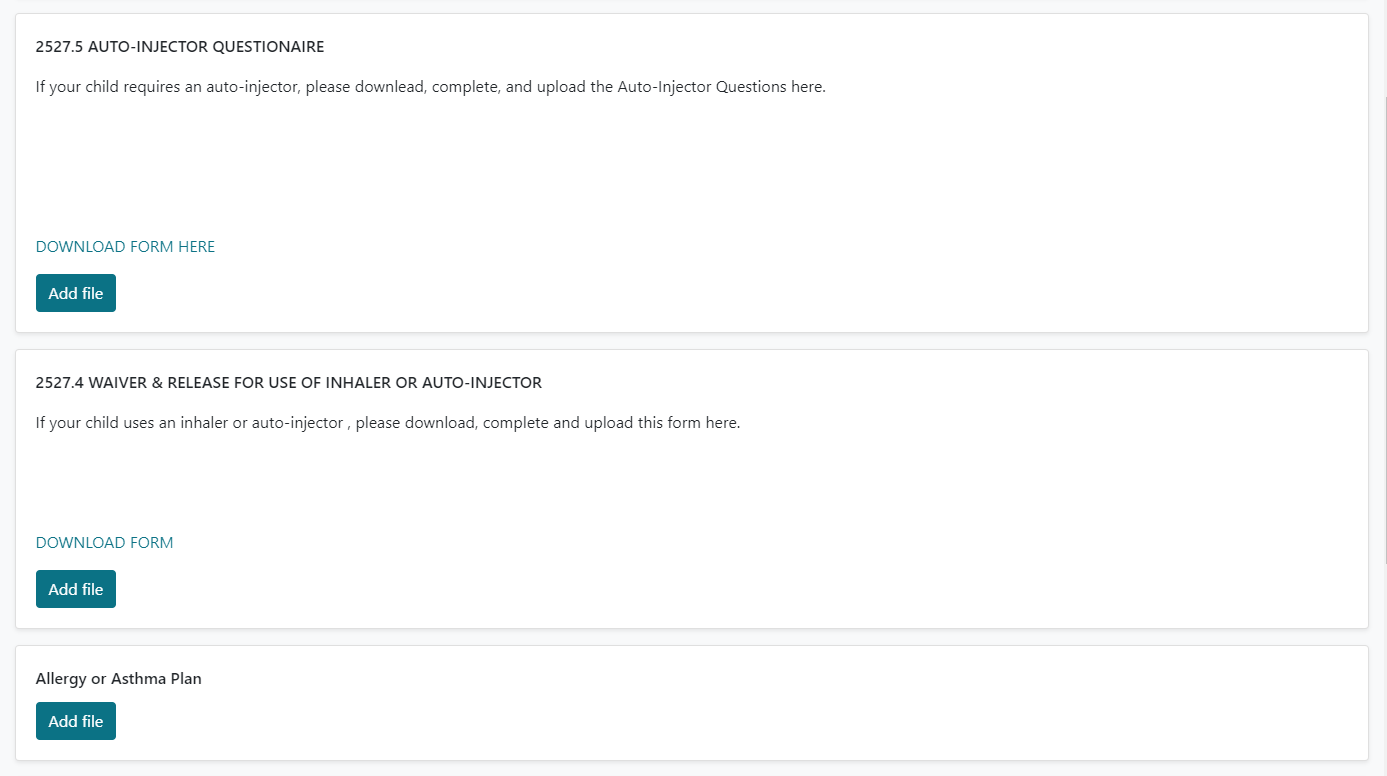 2527.5 AUTO-INJECTOR QUESTIONAIRE
If your child requires an auto-injector, please downlead, complete, and upload the Auto-Injector Questions here.
DOWNLOAD FORM HERE
Add file
2527.4 WAIVER & RELEASE FOR USE OF INHALER OR AUTO-INJECTOR
If your child uses an inhaler or auto-injector , please download, complete and upload this form here.
DOWNLOAD FORM
Add file
Allergy or Asthma Plan
Add file